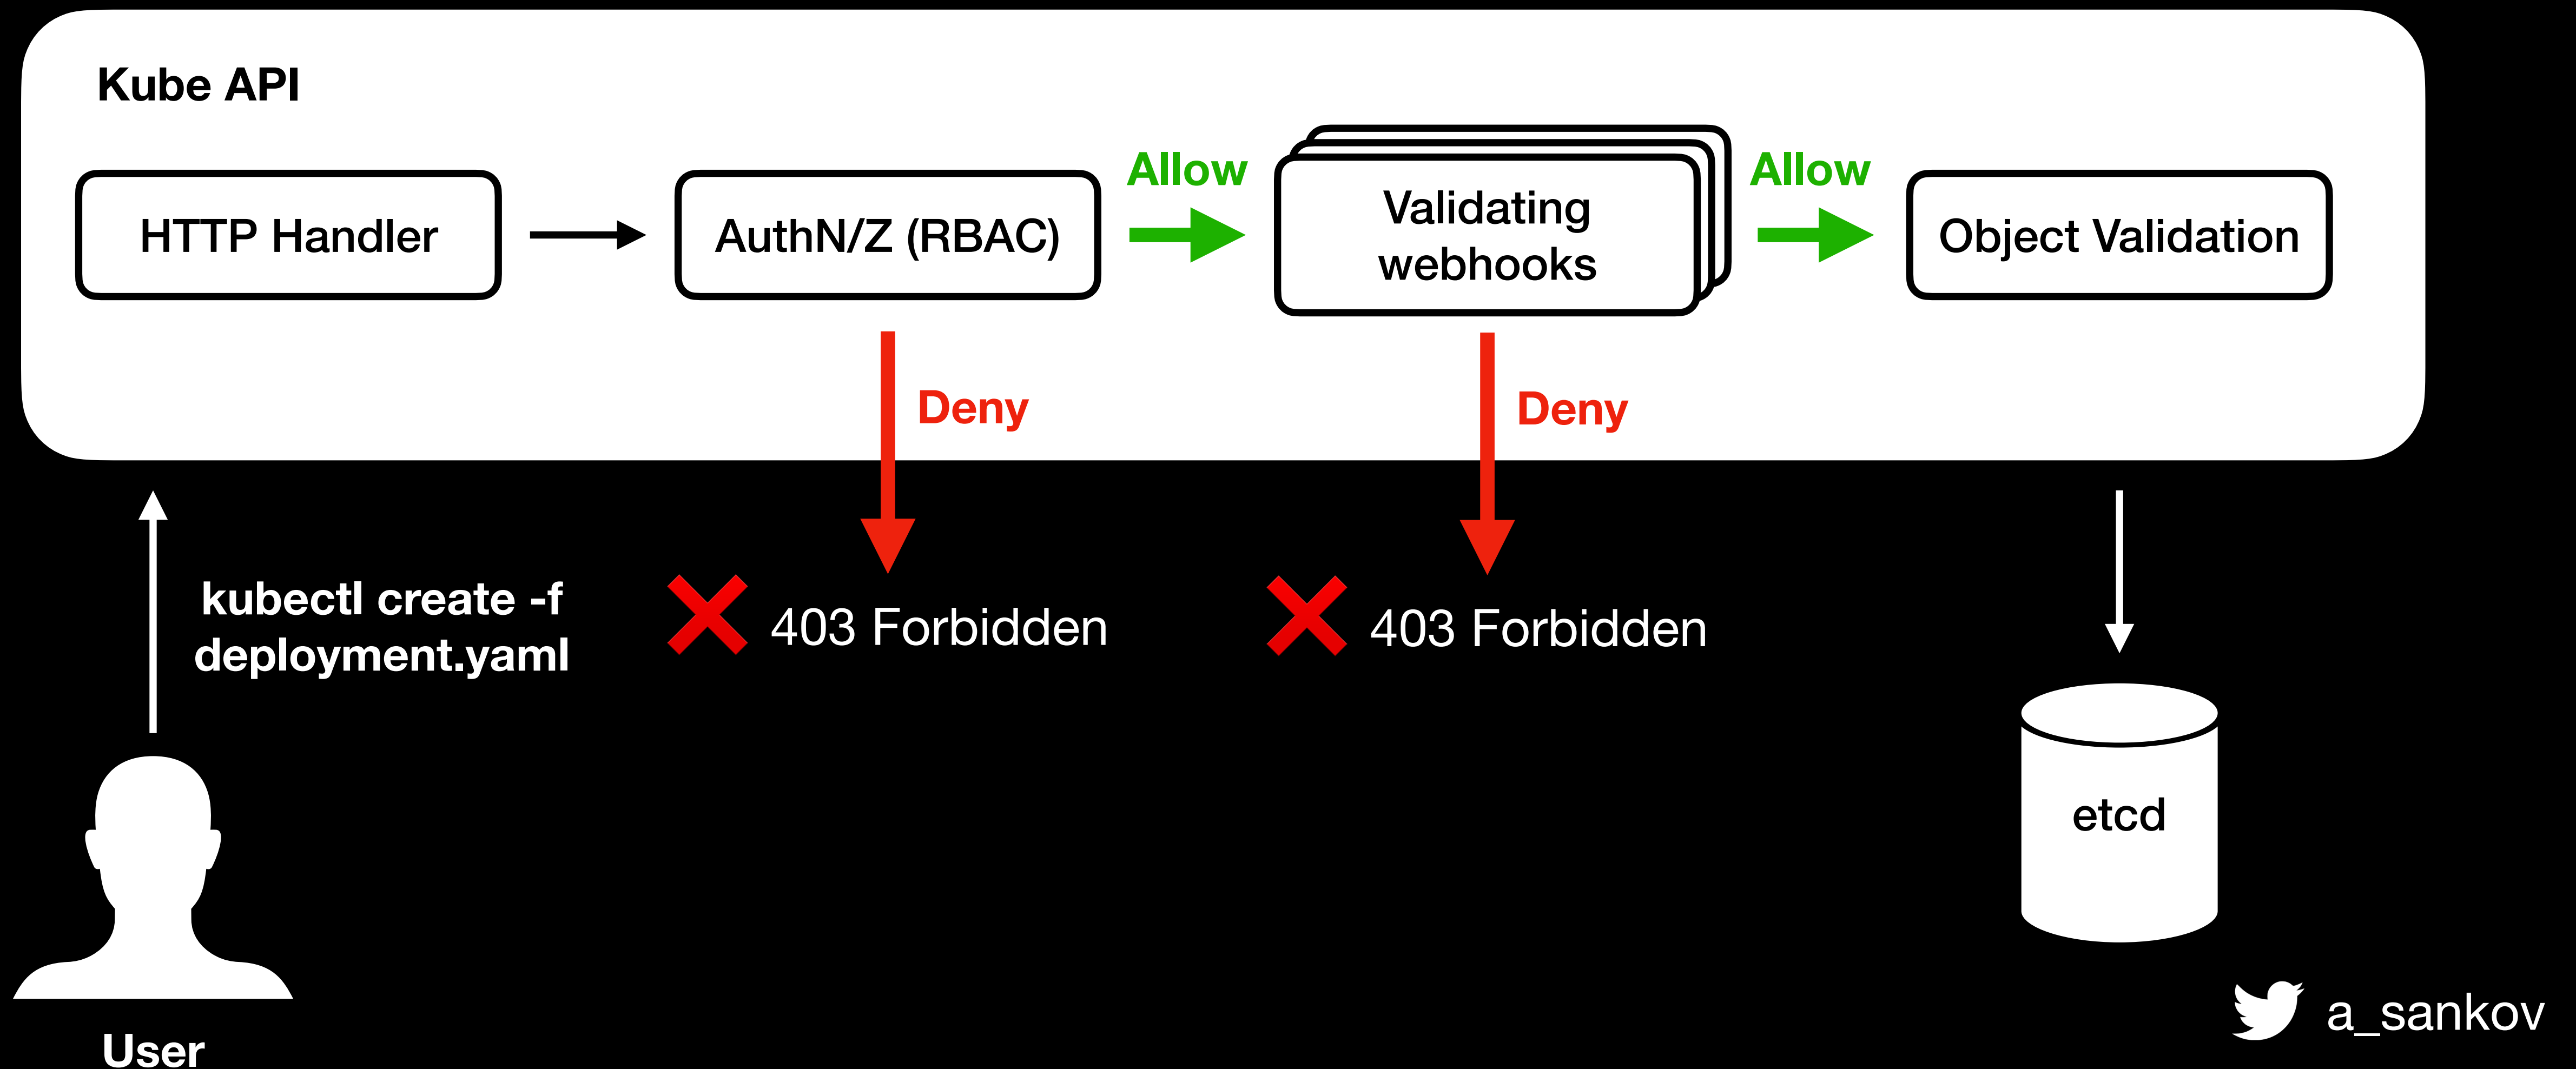 Kube API
HTTP Handler
AuthN/Z (RBAC)
Allow
Validating
webhooks
Allow
Object Validation
Deny
Deny
kubectl create -f
deployment.yaml
403 Forbidden
403 Forbidden
etcd
User
a_sankov